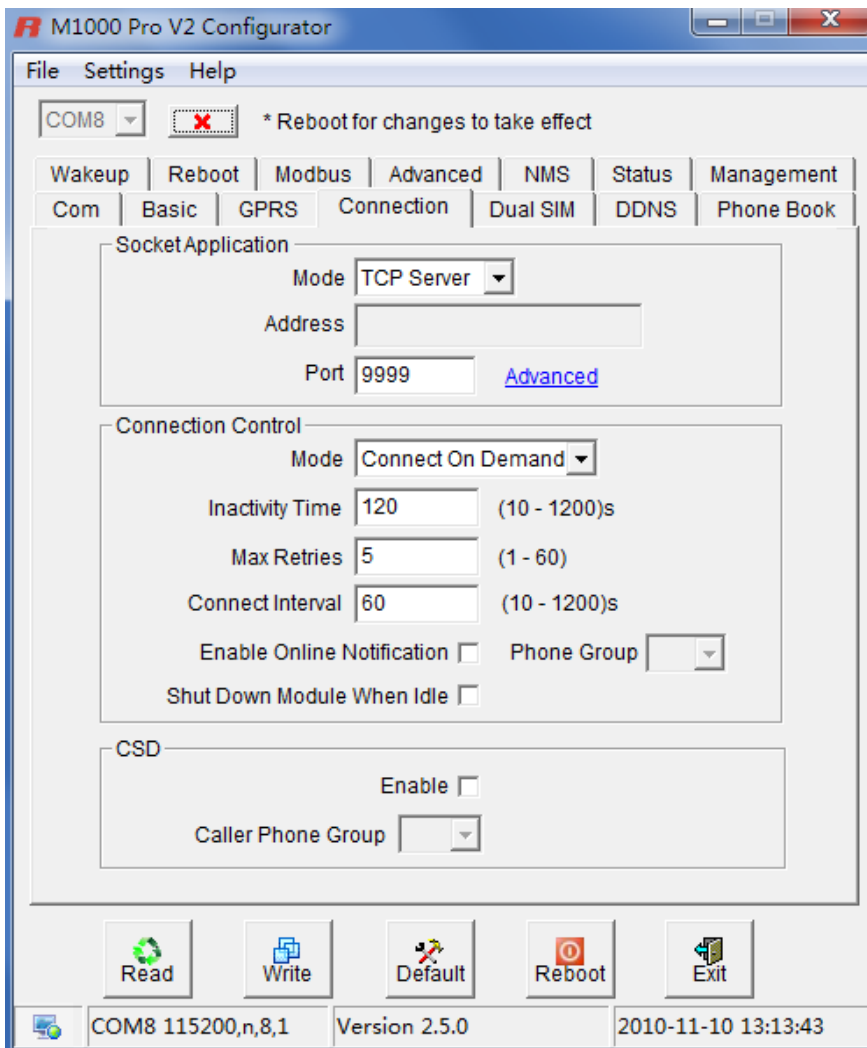 M1000 Pro V2 Configurator
File Settings Help
COM8 * Reboot for changes to take effect
Wakeup Reboot Modbus Advanced NMS Status Management
Com Basic GPRS Connection Dual SIM DDNS Phone Book
Socket Application
Mode TCP Server
Address
Port 9999 Advanced
Connection Control
Mode Connect On Demand
Inactivity Time 120 (10 - 1200)s
Max Retries 5 (1 - 60)
Connect Interval 60 (10 - 1200)s
Enable Online Notification Phone Group
Shut Down Module When Idle
CSD
Enable
Caller Phone Group
Read Write Default Reboot Exit
COM8 115200,n,8,1 Version 2.5.0 2010-11-10 13:13:43